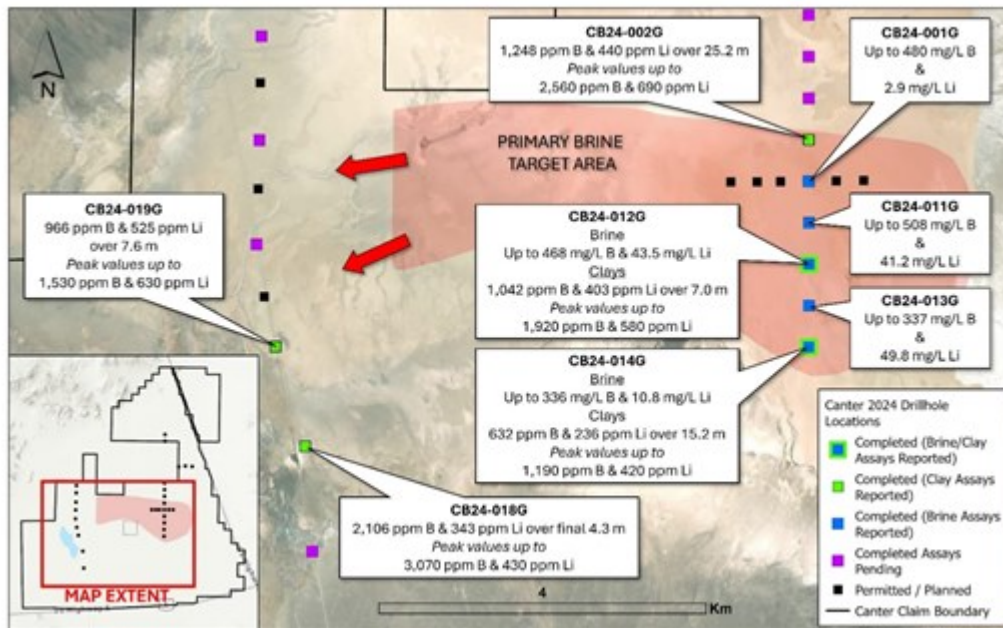 CB24-002G
1,248 ppm B & 440 ppm Li over 25.2 m
Peak values up to
2,560 ppm B & 690 ppm Li
CB24-001G
Up to 480 mg/L B
&
2.9 mg/L Li
N
PRIMARY BRINE
TARGET AREA
CB24-019G
966 ppm B & 525 ppm Li
over 7.6 m
Peak values up to
1,530 ppm B & 630 ppm Li
CB24-012G
Brine
Up to 468 mg/L B & 43.5 mg/L Li
Clays
1,042 ppm B & 403 ppm Li over 7.0 m
Peak values up to
1,920 ppm B & 580 ppm Li
CB24-011G
Up to 508 mg/L B
&
41.2 mg/L Li
CB24-013G
Up to 337 mg/L B
&
49.8 mg/L Li
CB24-014G
Brine
Up to 336 mg/L B & 10.8 mg/L Li
Clays
632 ppm B & 236 ppm Li over 15.2 m
Peak values up to
1,190 ppm B & 420 ppm Li
CB24-018G
2,106 ppm B & 343 ppm Li over final 4.3 m
Peak values up to
3,070 ppm B & 430 ppm Li
MAP EXTENT
4
Km
Canter 2024 Drillhole
Locations
Completed (Brine/Clay
Assays Reported)
Completed (Clay Assays
Reported)
Completed (Brine Assays
Reported)
Completed Assays
Pending
Permitted / Planned
Canter Claim Boundary